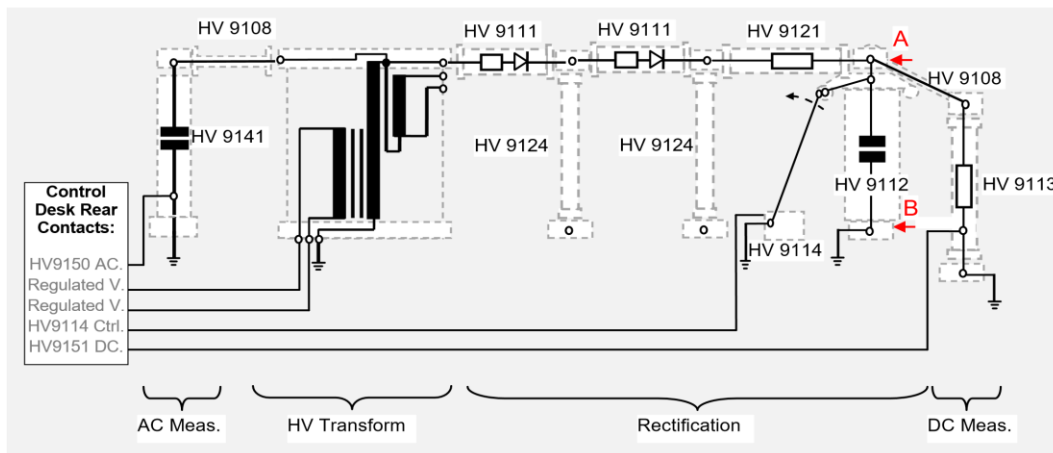 HV 9108
HV 9111
HV 9111
HV 9121
A
HV 9108
HV 9141
HV 9124
HV 9124
HV 9112
HV 9113
B
HV 9114
Control
Desk Rear
Contacts:
HV9150 AC.
Regulated V.
Regulated V.
HV9114 Ctrl.
HV9151 DC.
AC Meas.
HV Transform
Rectification
DC Meas.